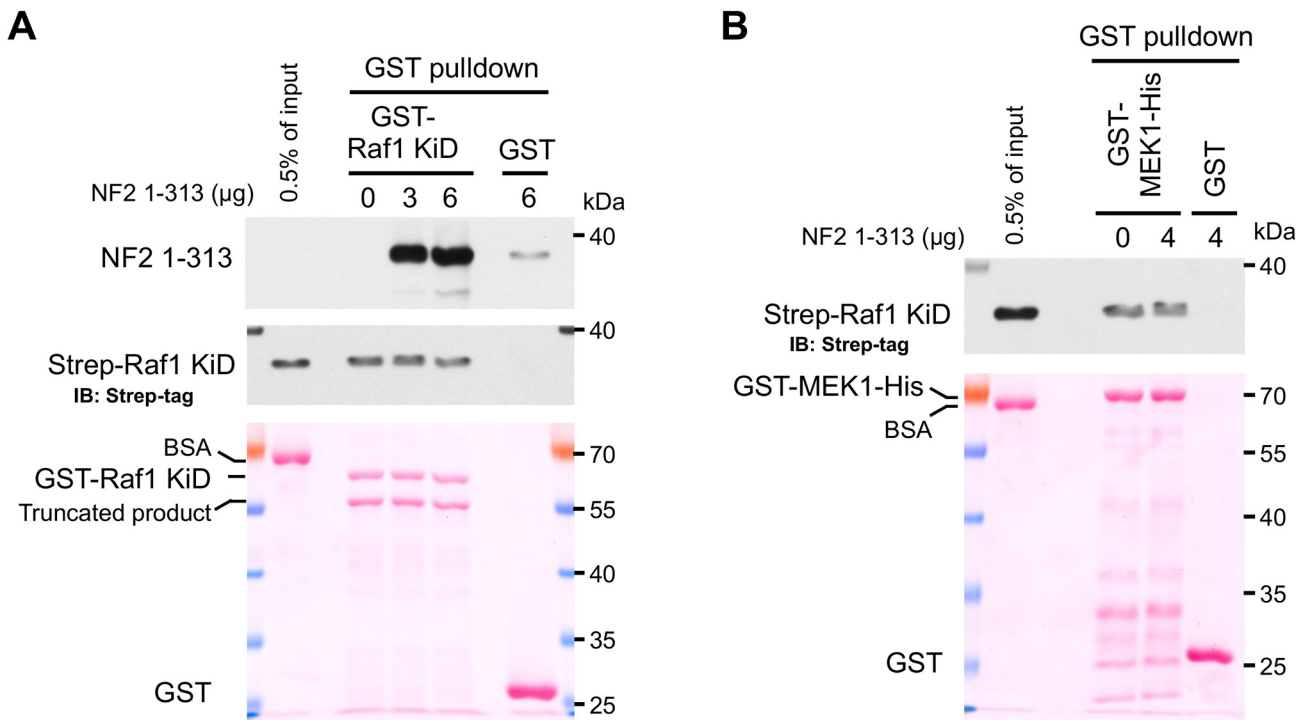 A
GST pulldown
0.5% of input
GST-
Raf1 KiD
GST
NF2 1-313 (μg)
0 3 6 6
kDa
NF2 1-313
40
40
Strep-Raf1 KiD
IB: Strep-tag
BSA
70
GST-Raf1 KiD
Truncated product
55
40
35
GST
25
B
GST pulldown
0.5% of input
GST-
MEK1-His
GST
NF2 1-313 (μg)
0 4 4
kDa
40
Strep-Raf1 KiD
IB: Strep-tag
GST-MEK1-His
70
BSA
55
40
35
GST
25